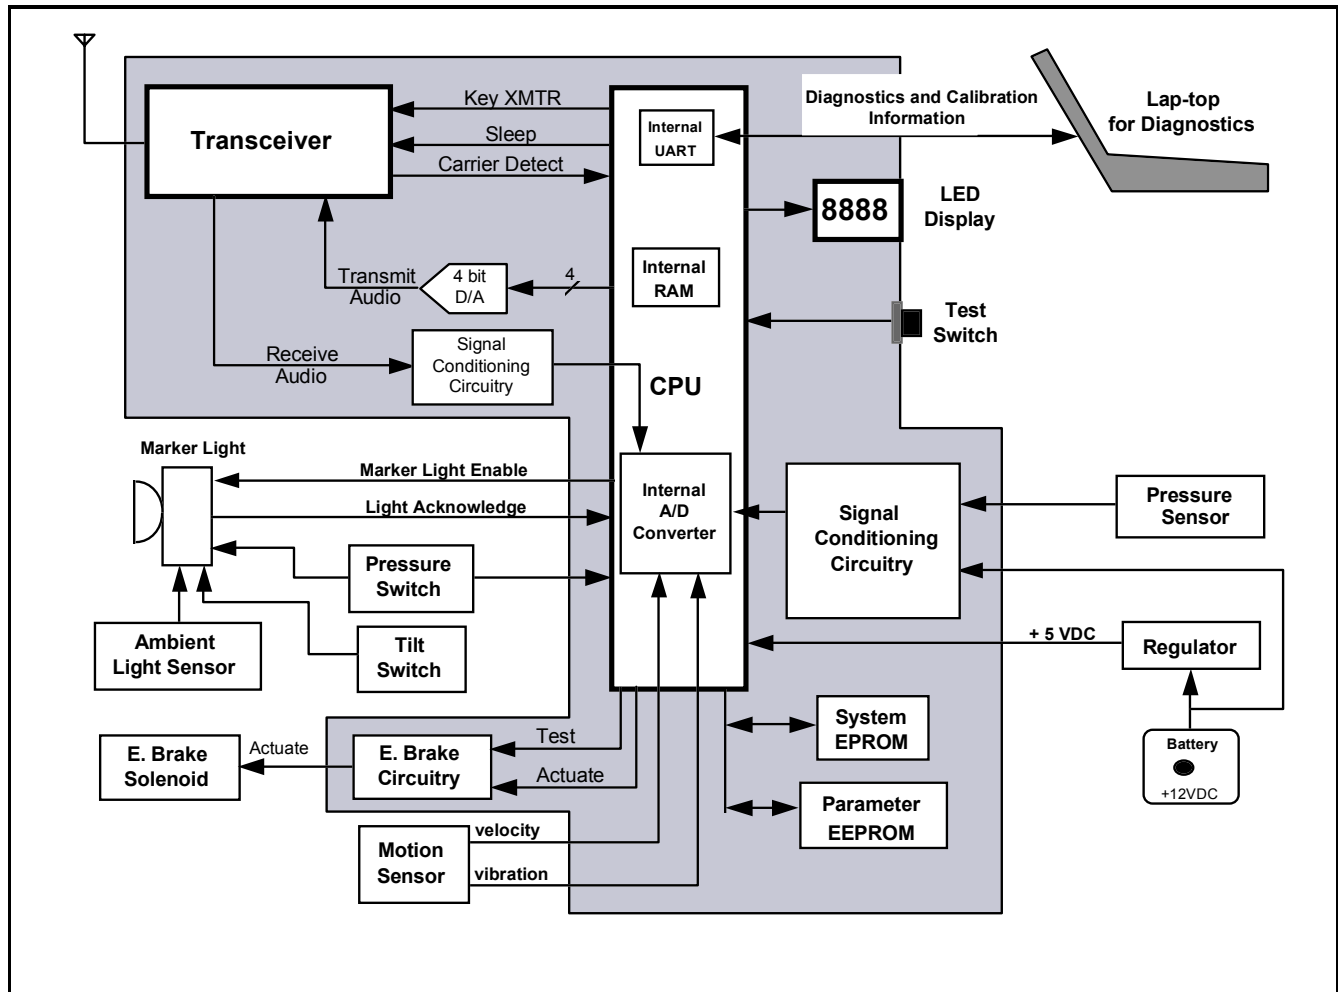 Key XMTR
Transceiver
Sleep
Carrier Detect
Internal
UART
Diagnostics and Calibration
Information
Lap-top
for Diagnostics
8888
LED
Display
Transmit
Audio
4 bit
D/A
4
Internal
RAM
Test
Switch
Receive
Audio
Signal
Conditioning
Circuitry
CPU
Marker Light
Marker Light Enable
Light Acknowledge
Internal
A/D
Converter
Signal
Conditioning
Circuitry
Pressure
Sensor
Pressure
Switch
Ambient
Light Sensor
Tilt
Switch
+ 5 VDC
Regulator
E. Brake
Solenoid
Actuate
E. Brake
Circuitry
Test
Actuate
System
EPROM
Battery
+12VDC
Parameter
EEPROM
Motion
Sensor
velocity
vibration